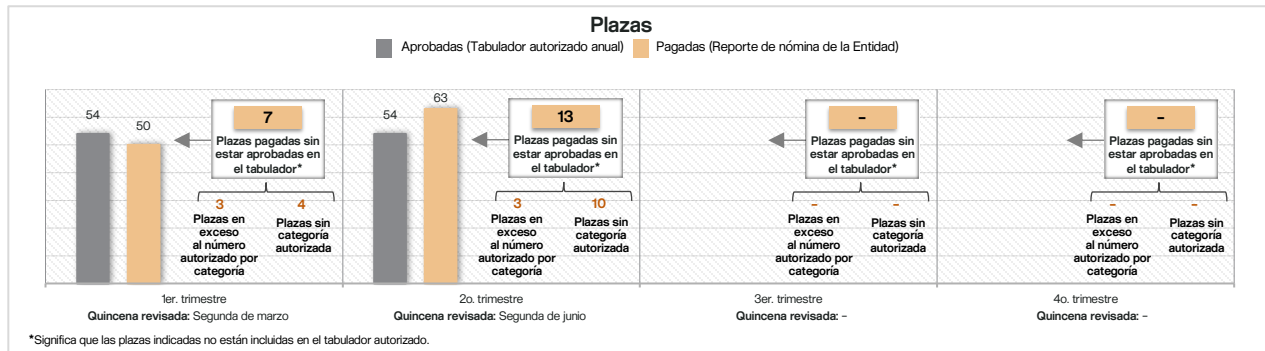 Plazas
Aprobadas (Tabulador autorizado anual)
Pagadas (Reporte de nómina de la Entidad)
54
50
7
Plazas pagadas sin
estar aprobadas en
el tabulador*
3
Plazas en
exceso
al número
autorizado por
categoría
4
Plazas sin
categoría
autorizada
54
63
13
Plazas pagadas sin
estar aprobadas en
el tabulador*
3
Plazas en
exceso
al número
autorizado por
categoría
10
Plazas sin
categoría
autorizada
-
Plazas pagadas sin
estar aprobadas en
el tabulador*
-
Plazas en
exceso
al número
autorizado por
categoría
-
Plazas sin
categoría
autorizada
-
Plazas pagadas sin
estar aprobadas en
el tabulador*
-
Plazas en
exceso
al número
autorizado por
categoría
-
Plazas sin
categoría
autorizada
1er. trimestre
Quincena revisada: Segunda de marzo
2o. trimestre
Quincena revisada: Segunda de junio
3er. trimestre
Quincena revisada: -
4o. trimestre
Quincena revisada: -
*Significa que las plazas indicadas no están incluidas en el tabulador autorizado.